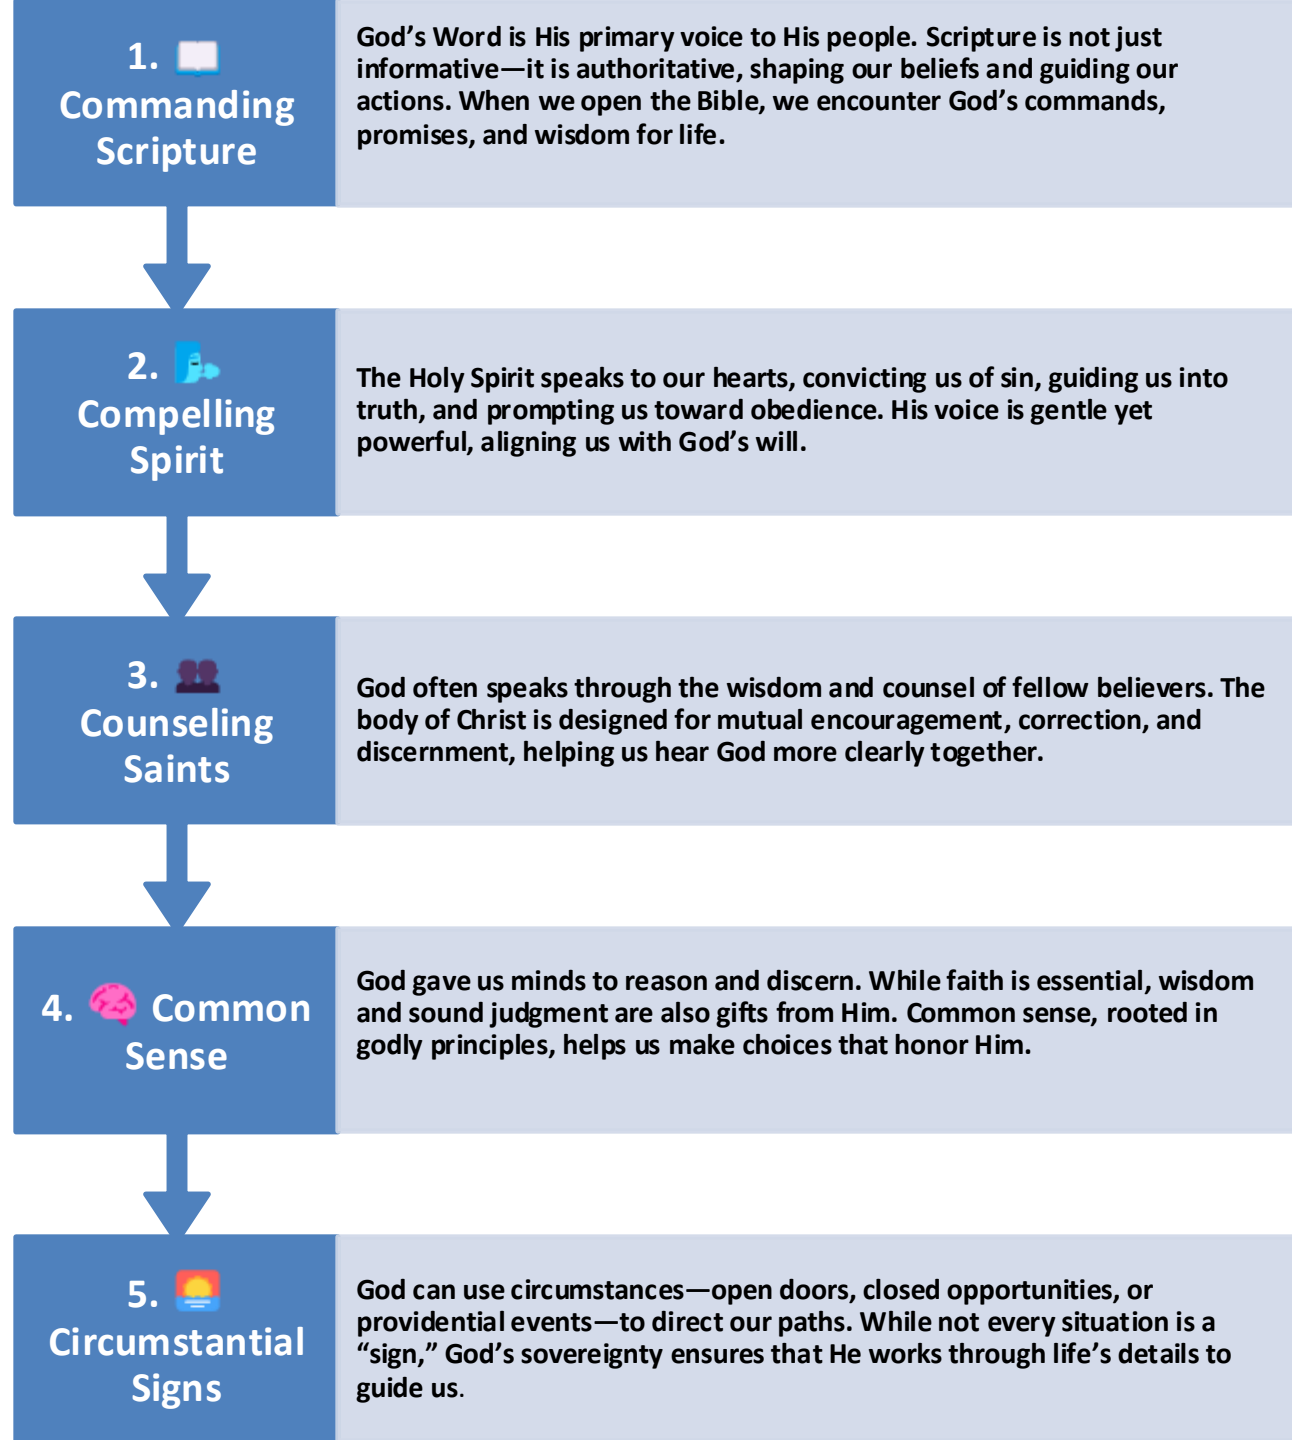 1. 📖
Commanding
Scripture
God’s Word is His primary voice to His people. Scripture is not just
informative—it is authoritative, shaping our beliefs and guiding our
actions. When we open the Bible, we encounter God’s commands,
promises, and wisdom for life.
2. 🌬️
Compelling
Spirit
The Holy Spirit speaks to our hearts, convicting us of sin, guiding us into
truth, and prompting us toward obedience. His voice is gentle yet
powerful, aligning us with God’s will.
3. 👥
Counseling
Saints
God often speaks through the wisdom and counsel of fellow believers. The
body of Christ is designed for mutual encouragement, correction, and
discernment, helping us hear God more clearly together.
4. 🧠 Common
Sense
God gave us minds to reason and discern. While faith is essential, wisdom
and sound judgment are also gifts from Him. Common sense, rooted in
godly principles, helps us make choices that honor Him.
5. 🌅
Circumstantial
Signs
God can use circumstances—open doors, closed opportunities, or
providential events—to direct our paths. While not every situation is a
“sign,” God’s sovereignty ensures that He works through life’s details to
guide us.